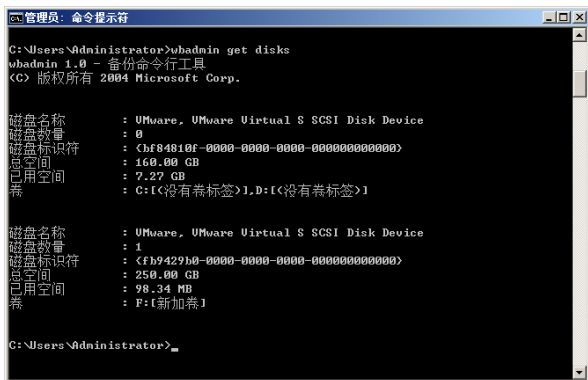 管理员: 命令提示符
C:\Users\Administrator>wbadmin get disks
wbadmin 1.0 - 备份命令行工具
(C) 版权所有 2004 Microsoft Corp.
磁盘名称 : VMware, VMware Virtual S SCSI Disk Device
磁盘数量 : 0
磁盘标识符 : {bf84810f-0000-0000-0000-000000000000}
总空间 : 160.00 GB
已用空间 : 7.27 GB
卷 : C:[<没有卷标签>],D:[<没有卷标签>]
磁盘名称 : VMware, VMware Virtual S SCSI Disk Device
磁盘数量 : 1
磁盘标识符 : {fb9429b0-0000-0000-0000-000000000000}
总空间 : 250.00 GB
已用空间 : 98.34 MB
卷 : F:[新加卷]
C:\Users\Administrator>_